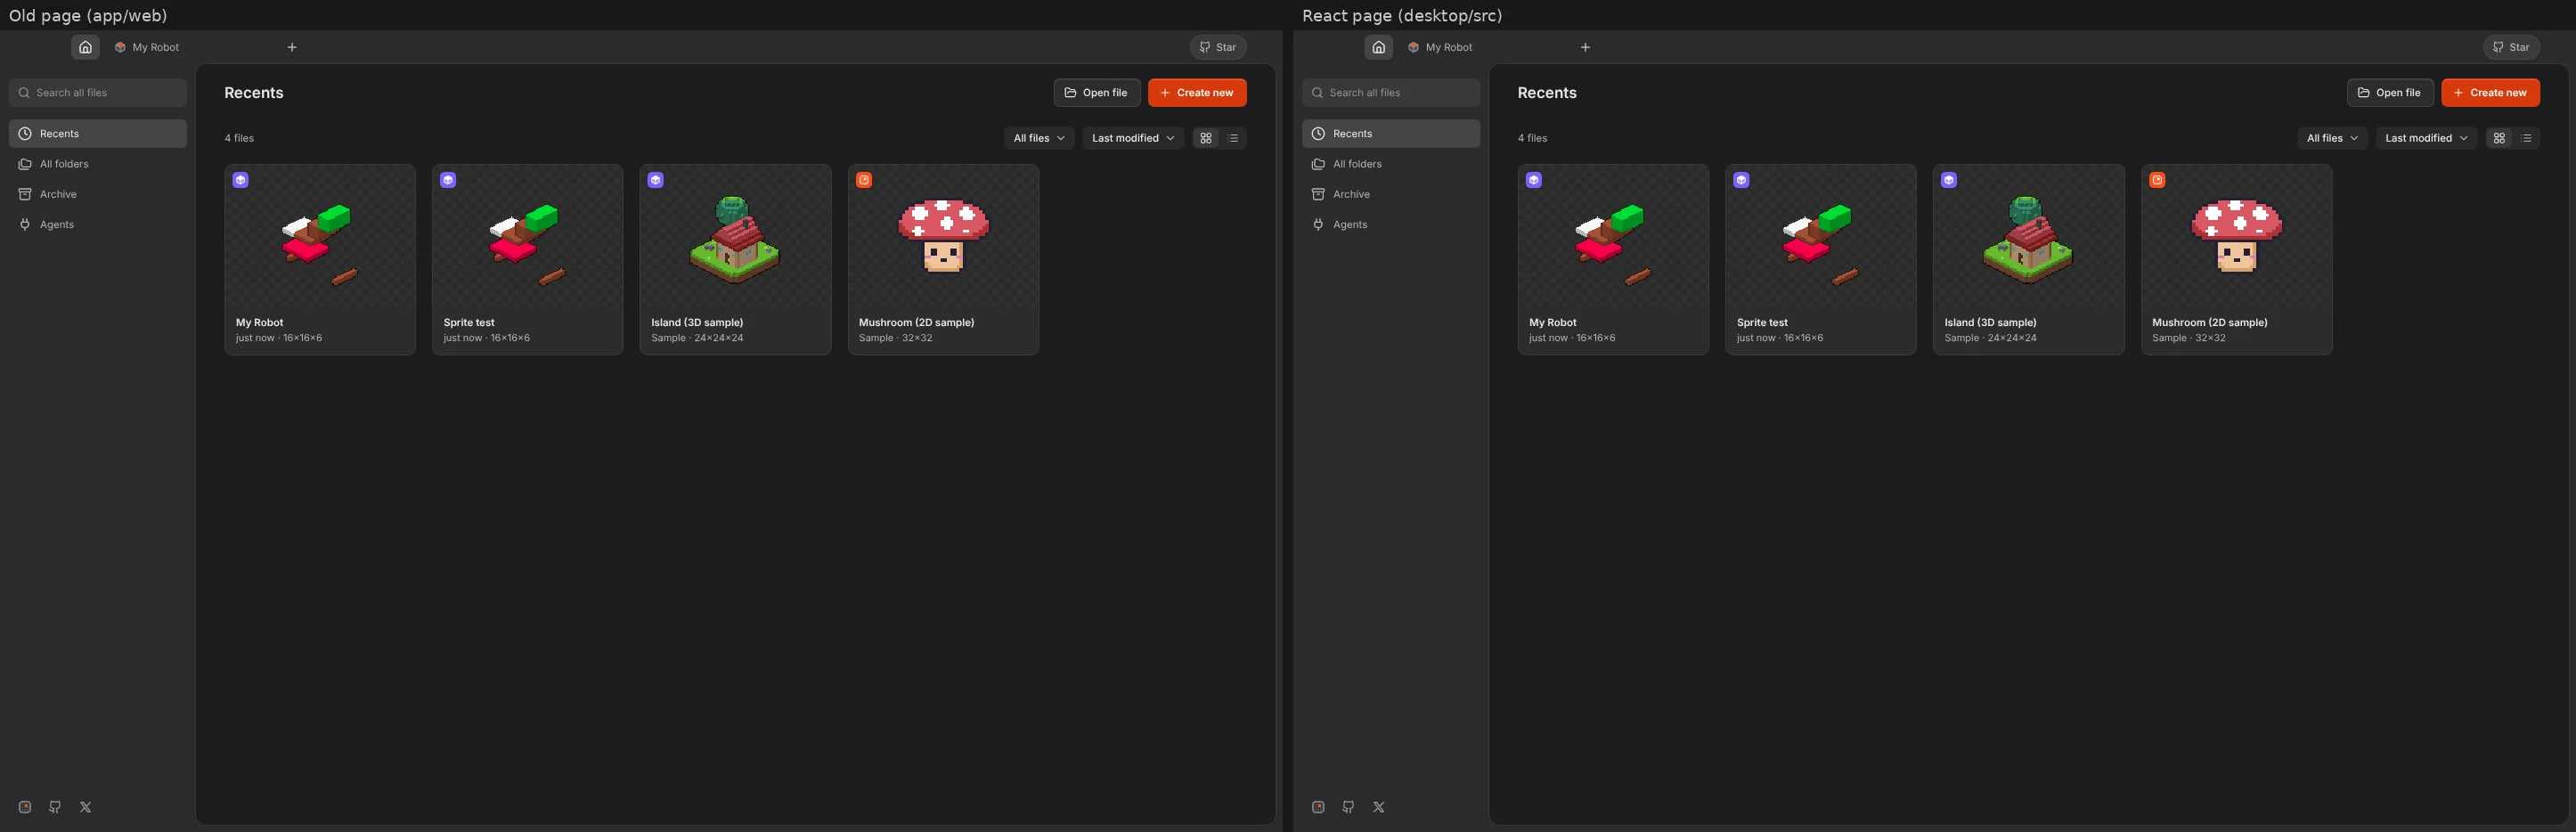 Old page (app/web)
My Robot
Star
Search all files
Recents
All folders
Archive
Agents
Recents
Open file
Create new
4 files
All files
Last modified
My Robot
just now · 16×16×6
Sprite test
just now · 16×16×6
Island (3D sample)
Sample · 24×24×24
Mushroom (2D sample)
Sample · 32×32
React page (desktop/src)
My Robot
Star
Search all files
Recents
All folders
Archive
Agents
Recents
Open file
Create new
4 files
All files
Last modified
My Robot
just now · 16×16×6
Sprite test
just now · 16×16×6
Island (3D sample)
Sample · 24×24×24
Mushroom (2D sample)
Sample · 32×32